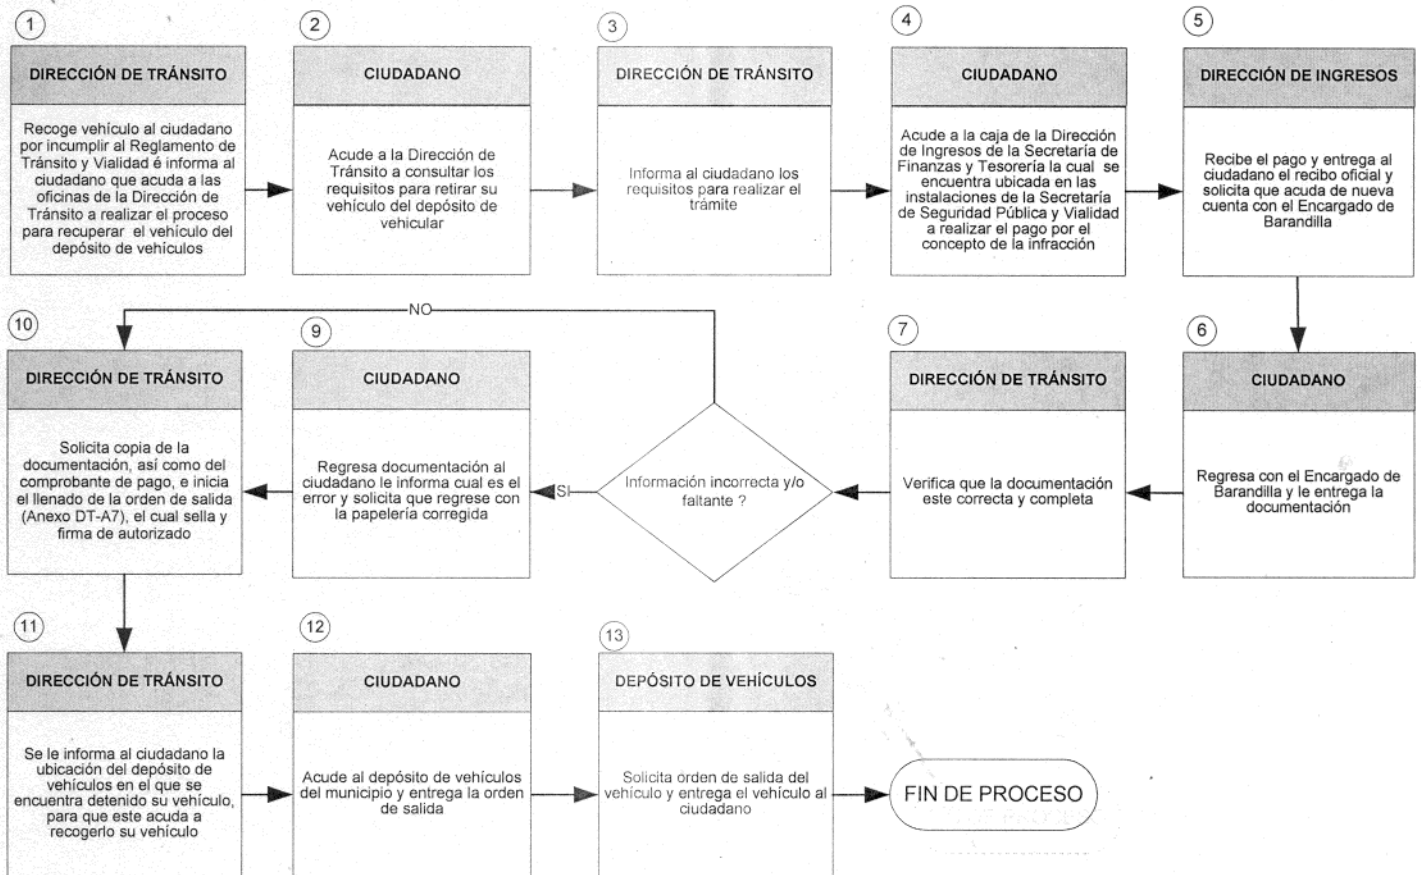 1
DIRECCIÓN DE TRÁNSITO
Recoge vehículo al ciudadano
por incumplir al Reglamento de
Tránsito y Vialidad é informa al
ciudadano que acuda a las
oficinas de la Dirección de
Tránsito a realizar el proceso
para recuperar el vehículo del
depósito de vehículos
2
CIUDADANO
Acude a la Dirección de
Tránsito a consultar los
requisitos para retirar su
vehículo del depósito de
vehicular
3
DIRECCIÓN DE TRÁNSITO
Informa al ciudadano los
requisitos para realizar el
trámite
4
CIUDADANO
Acude a la caja de la Dirección
de Ingresos de la Secretaría de
Finanzas y Tesorería la cual se
encuentra ubicada en las
instalaciones de la Secretaría
de Seguridad Pública y Vialidad
a realizar el pago por el
concepto de la infracción
5
DIRECCIÓN DE INGRESOS
Recibe el pago y entrega al
ciudadano el recibo oficial y
solicita que acuda de nueva
cuenta con el Encargado de
Barandilla
6
CIUDADANO
Regresa con el Encargado de
Barandilla y le entrega la
documentación
7
DIRECCIÓN DE TRÁNSITO
Verifica que la documentación
este correcta y completa
Información incorrecta y/o
faltante ?
NO
SI
9
CIUDADANO
Regresa documentación al
ciudadano le informa cual es el
error y solicita que regrese con
la papelería corregida
10
DIRECCIÓN DE TRÁNSITO
Solicita copia de la
documentación, así como del
comprobante de pago, e inicia
el llenado de la orden de salida
(Anexo DT-A7), el cual sella y
firma de autorizado
11
DIRECCIÓN DE TRÁNSITO
Se le informa al ciudadano la
ubicación del depósito de
vehículos en el que se
encuentra detenido su vehículo,
para que este acuda a
recogerlo su vehículo
12
CIUDADANO
Acude al depósito de vehículos
del municipio y entrega la orden
de salida
13
DEPÓSITO DE VEHÍCULOS
Solicita orden de salida del
vehículo y entrega el vehículo al
ciudadano
FIN DE PROCESO